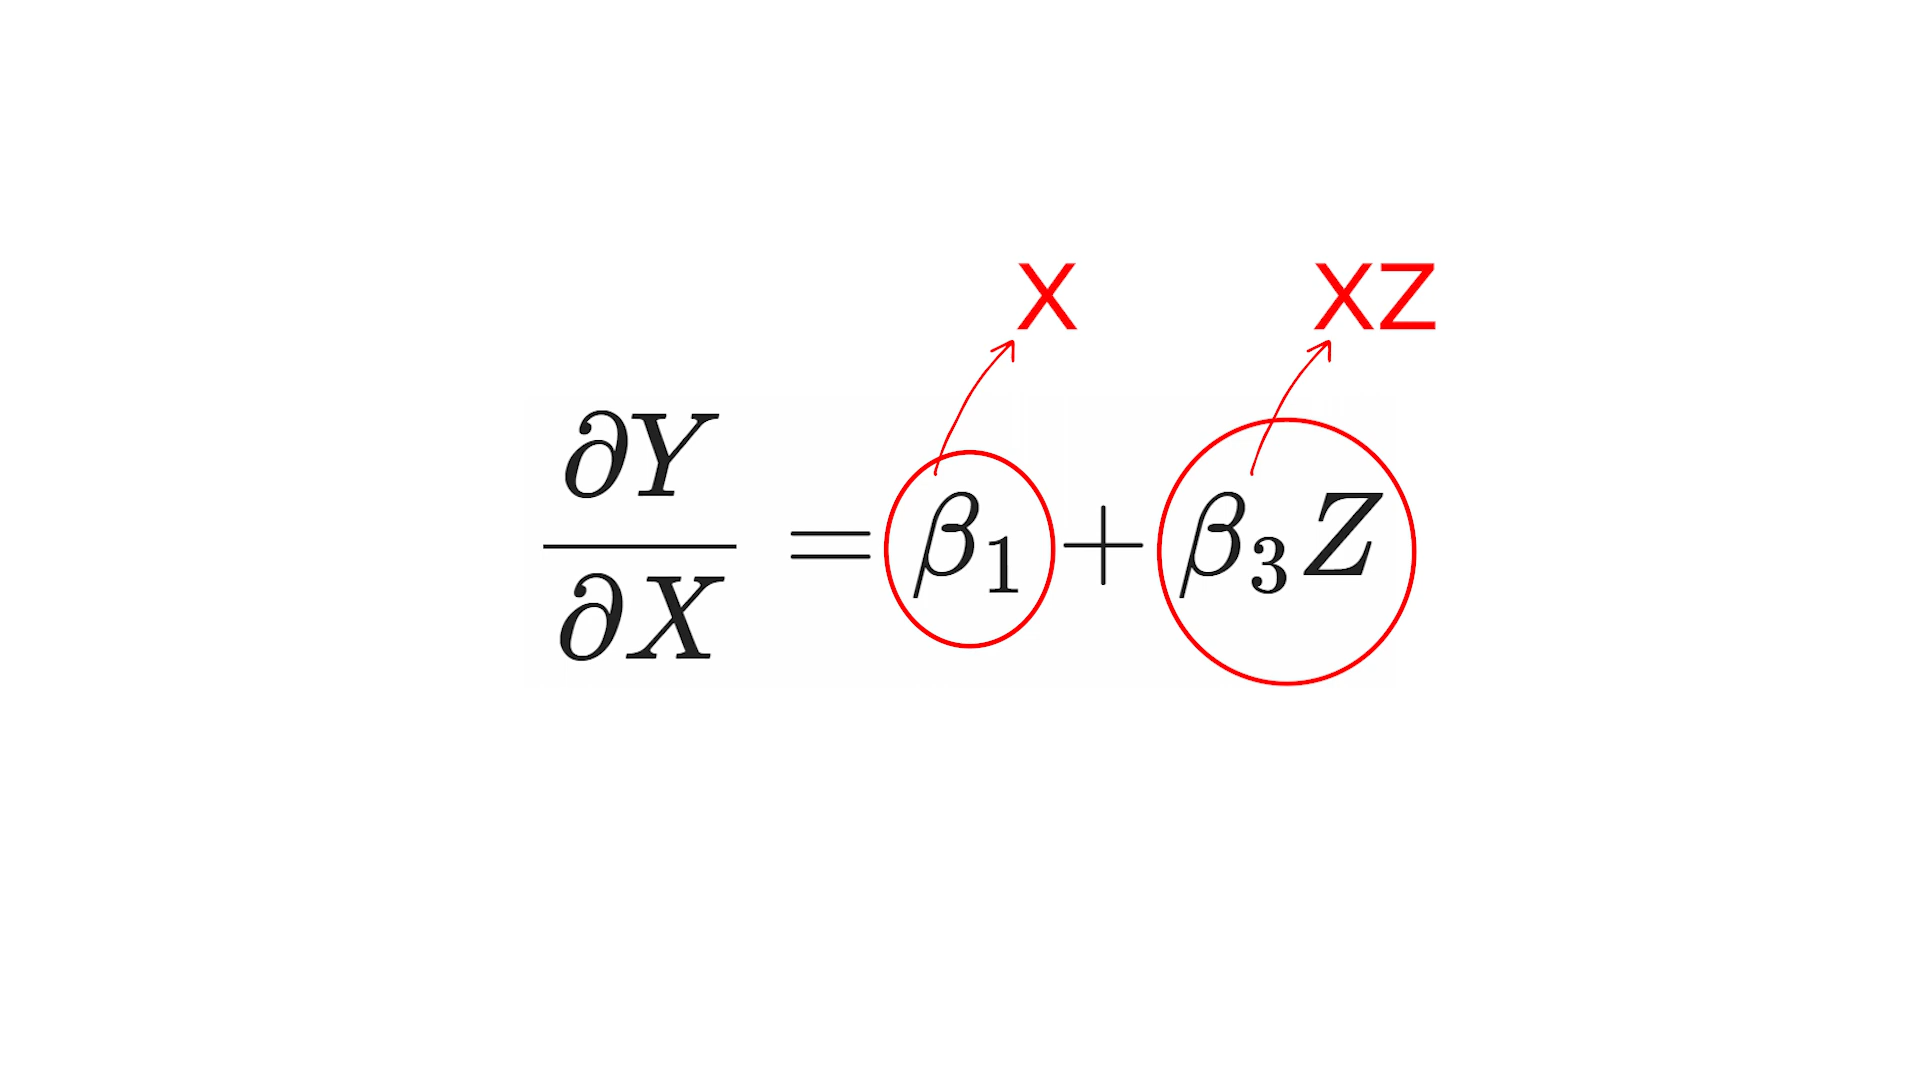 X XZ
∂Y/∂X = β₁ + β₃Z